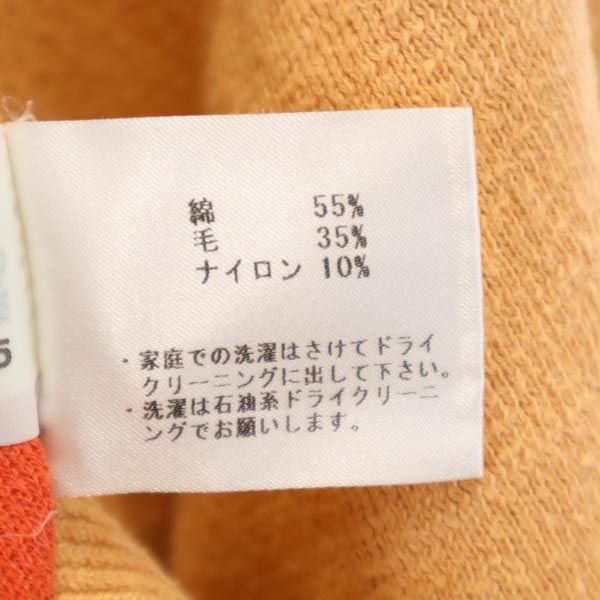 綿 55%
毛 35%
ナイロン 10%
・家庭での洗濯はさけてドライ
クリーニングに出して下さい。
・洗濯は石油系ドライクリーニ
ングでお願いします。